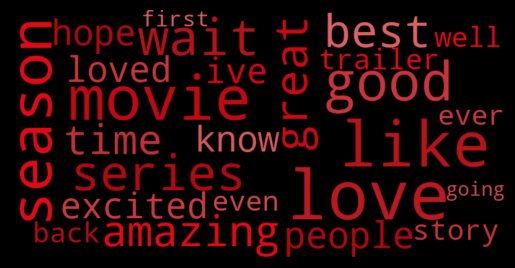 first
hope
wait
best
well
loved
ive
great
trailer
season
movie
good
time
know
ever
like
series
love
going
excited
even
back
amazing
people
story